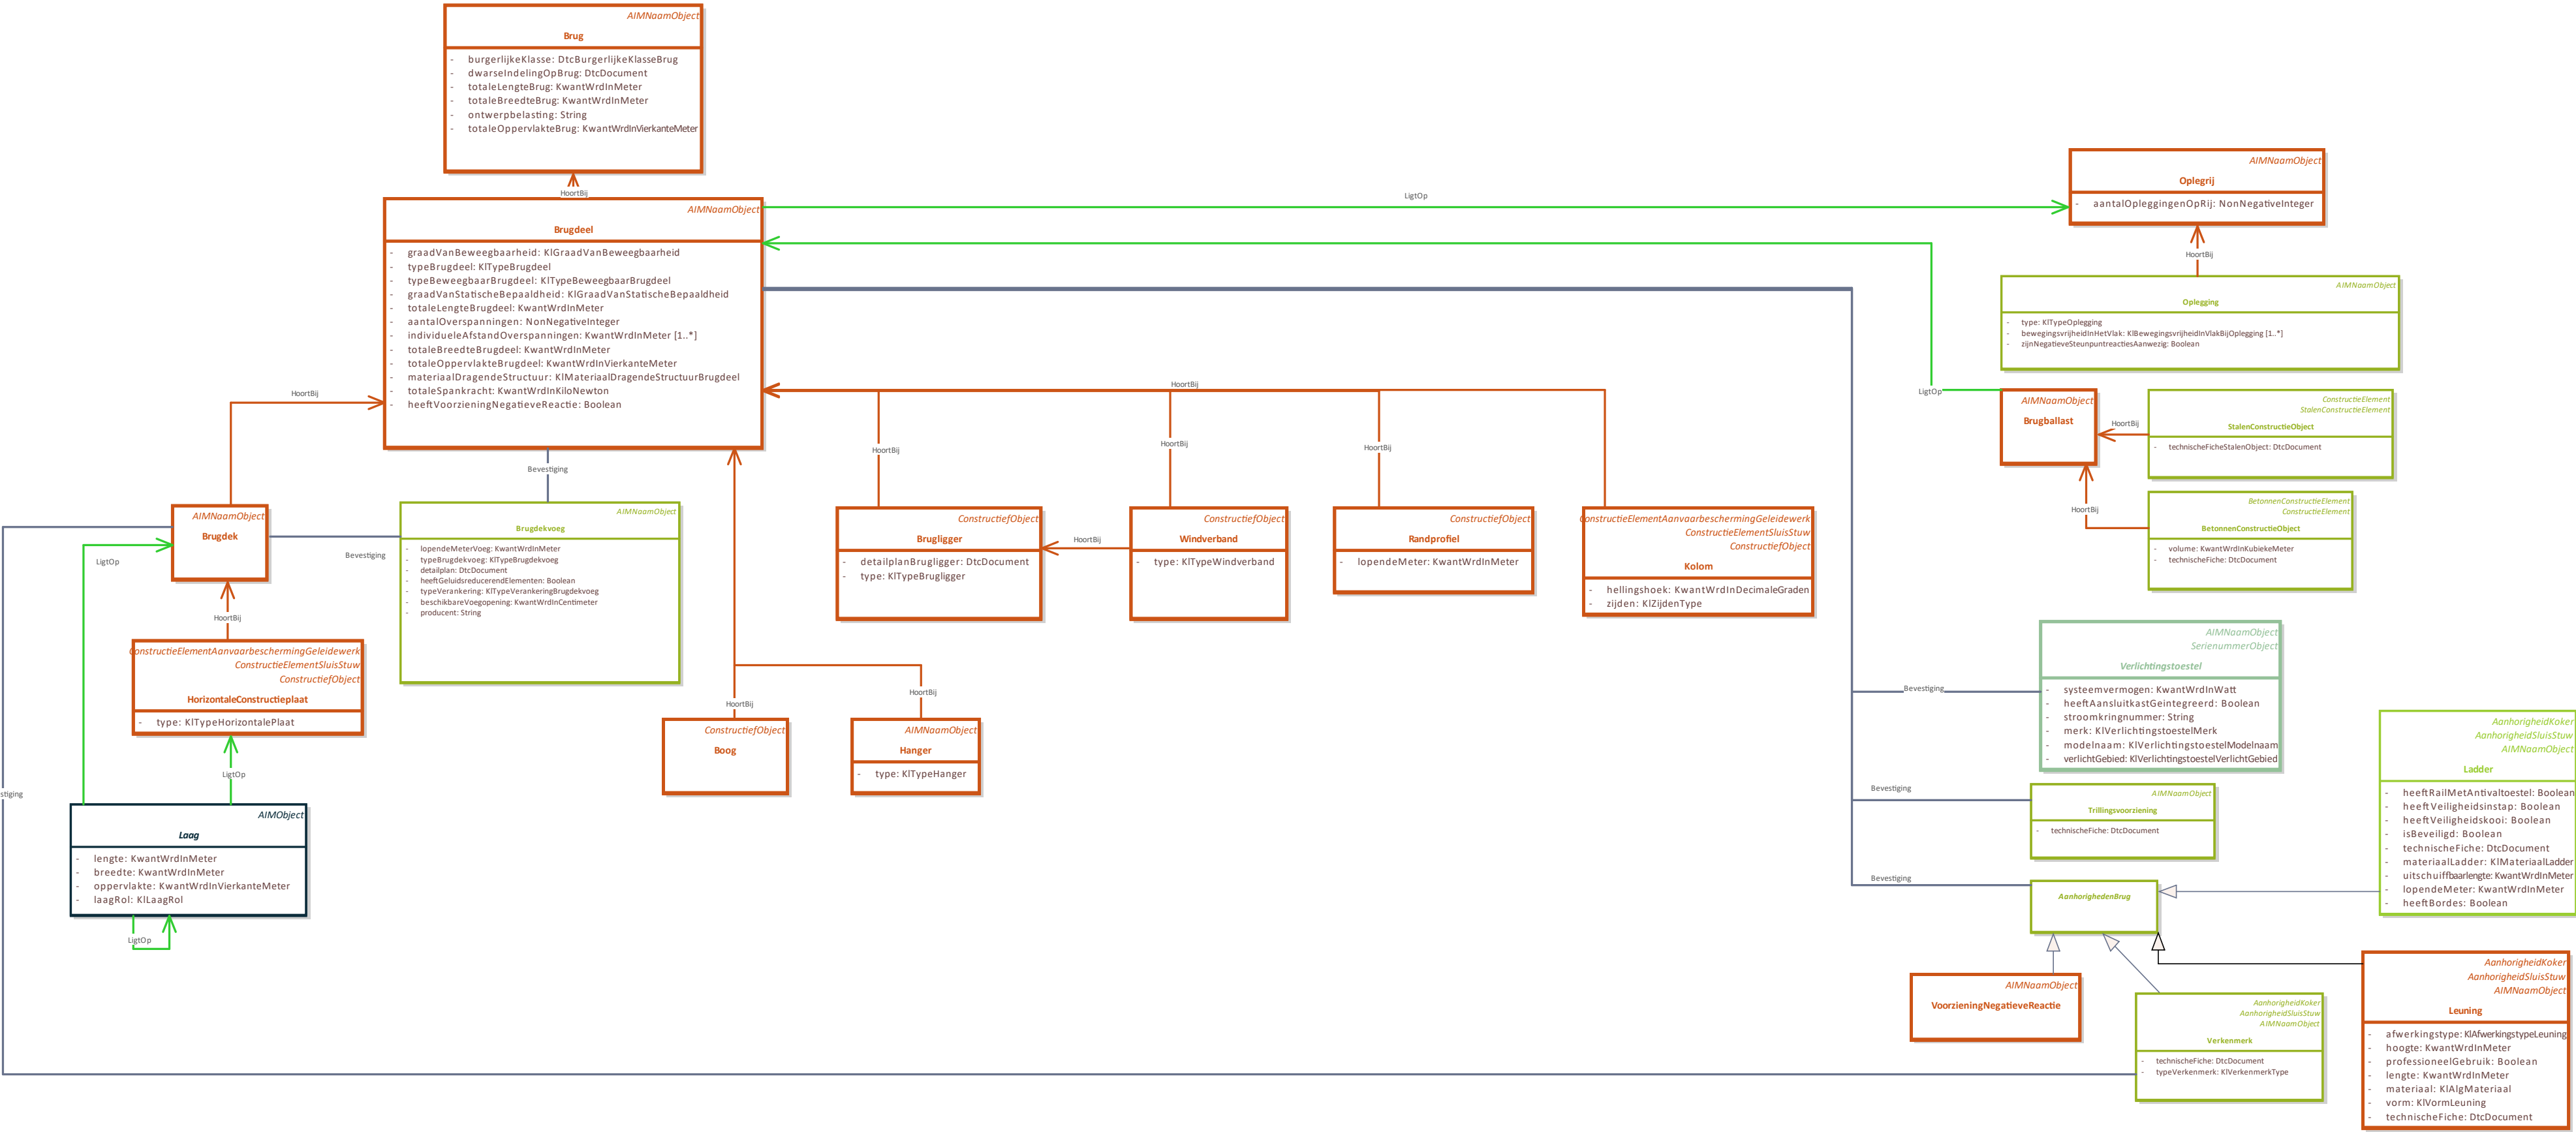 AIMNaamObject
Brug
- burgerlijkeKlasse: DtcBurgerlijkeKlasseBrug
- dwarseIndelingOpBrug: DtcDocument
- totaleLengteBrug: KwantWrdInMeter
- totaleBreedteBrug: KwantWrdInMeter
- ontwerpbelasting: String
- totaleOppervlakteBrug: KwantWrdInVierkanteMeter
HoortBij
AIMNaamObject
Brugdeel
- graadVanBeweegbaarheid: KlGraadVanBeweegbaarheid
- typeBrugdeel: KlTypeBrugdeel
- typeBeweegbaarBrugdeel: KlTypeBeweegbaarBrugdeel
- graadVanStatischeBepaaldheid: KlGraadVanStatischeBepaaldheid
- totaleLengteBrugdeel: KwantWrdInMeter
- aantalOverspanningen: NonNegativeInteger
- individueleAfstandOverspanningen: KwantWrdInMeter [1..*]
- totaleBreedteBrugdeel: KwantWrdInMeter
- totaleOppervlakteBrugdeel: KwantWrdInVierkanteMeter
- materiaalDragendeStructuur: KlMateriaalDragendeStructuurBrugdeel
- totaleSpankracht: KwantWrdInKiloNewton
- heeftVoorzieningNegatieveReactie: Boolean
LigtOp
AIMNaamObject
Oplegrij
- aantalOpleggingenOpRij: NonNegativeInteger
HoortBij
AIMNaamObject
Oplegging
- type: KlTypeOplegging
- bewegingsvrijheidInHetVlak: KlBewegingsvrijheidInVlakBijOplegging [1..*]
- zijnNegatieveSteunpuntreactiesAanwezig: Boolean
LigtOp
AIMNaamObject
Brugballast
HoortBij
ConstructieElement
StalenConstructieElement
StalenConstructieObject
- technischeFicheStalenObject: DtcDocument
HoortBij
BetonnenConstructieElement
ConstructieElement
BetonnenConstructieObject
- volume: KwantWrdInKubiekeMeter
- technischeFiche: DtcDocument
HoortBij
Bevestiging
HoortBij
HoortBij
HoortBij
HoortBij
AIMNaamObject
Brugdek
Bevestiging
AIMNaamObject
Brugdekvoeg
- lopendeMeterVoeg: KwantWrdInMeter
- typeBrugdekvoeg: KlTypeBrugdekvoeg
- detailplan: DtcDocument
- heeftGeluidsreducerendElementen: Boolean
- typeVerankering: KlTypeVerankeringBrugdekvoeg
- beschikbareVoegopening: KwantWrdInCentimeter
- producent: String
ConstructiefObject
Brugligger
- detailplanBrugligger: DtcDocument
- type: KlTypeBrugligger
HoortBij
ConstructiefObject
Windverband
- type: KlTypeWindverband
ConstructiefObject
Randprofiel
- lopendeMeter: KwantWrdInMeter
ConstructieElementAanvaarbeschermingGeleidewerk
ConstructieElementSluisStuw
ConstructiefObject
Kolom
- hellingshoek: KwantWrdInDecimaleGraden
- zijden: KlZijdenType
LigtOp
HoortBij
ConstructieElementAanvaarbeschermingGeleidewerk
ConstructieElementSluisStuw
ConstructiefObject
HorizontaleConstructieplaat
- type: KlTypeHorizontalePlaat
LigtOp
HoortBij
HoortBij
ConstructiefObject
Boog
AIMNaamObject
Hanger
- type: KlTypeHanger
stiging
AIMObject
Laag
- lengte: KwantWrdInMeter
- breedte: KwantWrdInMeter
- oppervlakte: KwantWrdInVierkanteMeter
- laagRol: KlLaagRol
LigtOp
Bevestiging
AIMNaamObject
SerienummerObject
Verlichtingstoestel
- systeemvermogen: KwantWrdInWatt
- heeftAansluitkastGeintegreerd: Boolean
- stroomkringnummer: String
- merk: KlVerlichtingstoestelMerk
- modelnaam: KlVerlichtingstoestelModelnaam
- verlichtGebied: KlVerlichtingstoestelVerlichtGebied
Bevestiging
AIMNaamObject
Trillingsvoorziening
- technischeFiche: DtcDocument
Bevestiging
AanhorighedenBrug
AanhorigheidKoker
AanhorigheidSluisStuw
AIMNaamObject
Ladder
- heeftRailMetAntivaltoestel: Boolean
- heeftVeiligheidsinstap: Boolean
- heeftVeiligheidskooi: Boolean
- isBeveiligd: Boolean
- technischeFiche: DtcDocument
- materiaalLadder: KlMateriaalLadder
- uitschuifbaarlengte: KwantWrdInMeter
- lopendeMeter: KwantWrdInMeter
- heeftBordes: Boolean
AIMNaamObject
VoorzieningNegatieveReactie
AanhorigheidKoker
AanhorigheidSluisStuw
AIMNaamObject
Verkenmerk
- technischeFiche: DtcDocument
- typeVerkenmerk: KlVerkenmerkType
AanhorigheidKoker
AanhorigheidSluisStuw
AIMNaamObject
Leuning
- afwerkingstype: KlAfwerkingstypeLeuning
- hoogte: KwantWrdInMeter
- professioneelGebruik: Boolean
- lengte: KwantWrdInMeter
- materiaal: KlAlgMateriaal
- vorm: KlVormLeuning
- technischeFiche: DtcDocument